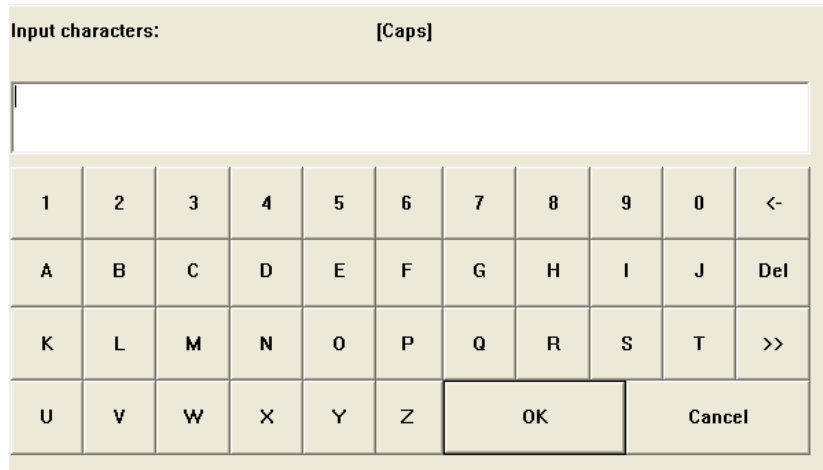 Input characters: [Caps]
1 2 3 4 5 6 7 8 9 0 <-
A B C D E F G H I J Del
K L M N O P Q R S T >>
U V W X Y Z OK Cancel